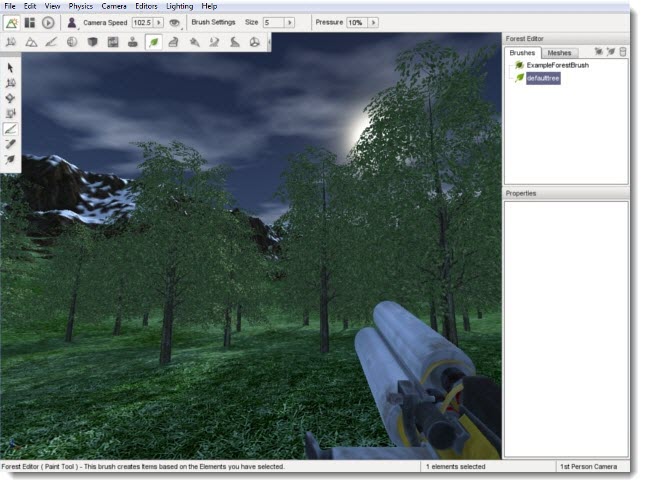 File Edit View Physics Camera Editors Lighting Help
Camera Speed 102.5 Brush Settings Size 5 Pressure 10%
Forest Editor
Brushes Meshes
ExampleForestBrush
defaulttree
Properties
Forest Editor ( Paint Tool ) - This brush creates Items based on the Elements you have selected. 1 elements selected 1st Person Camera